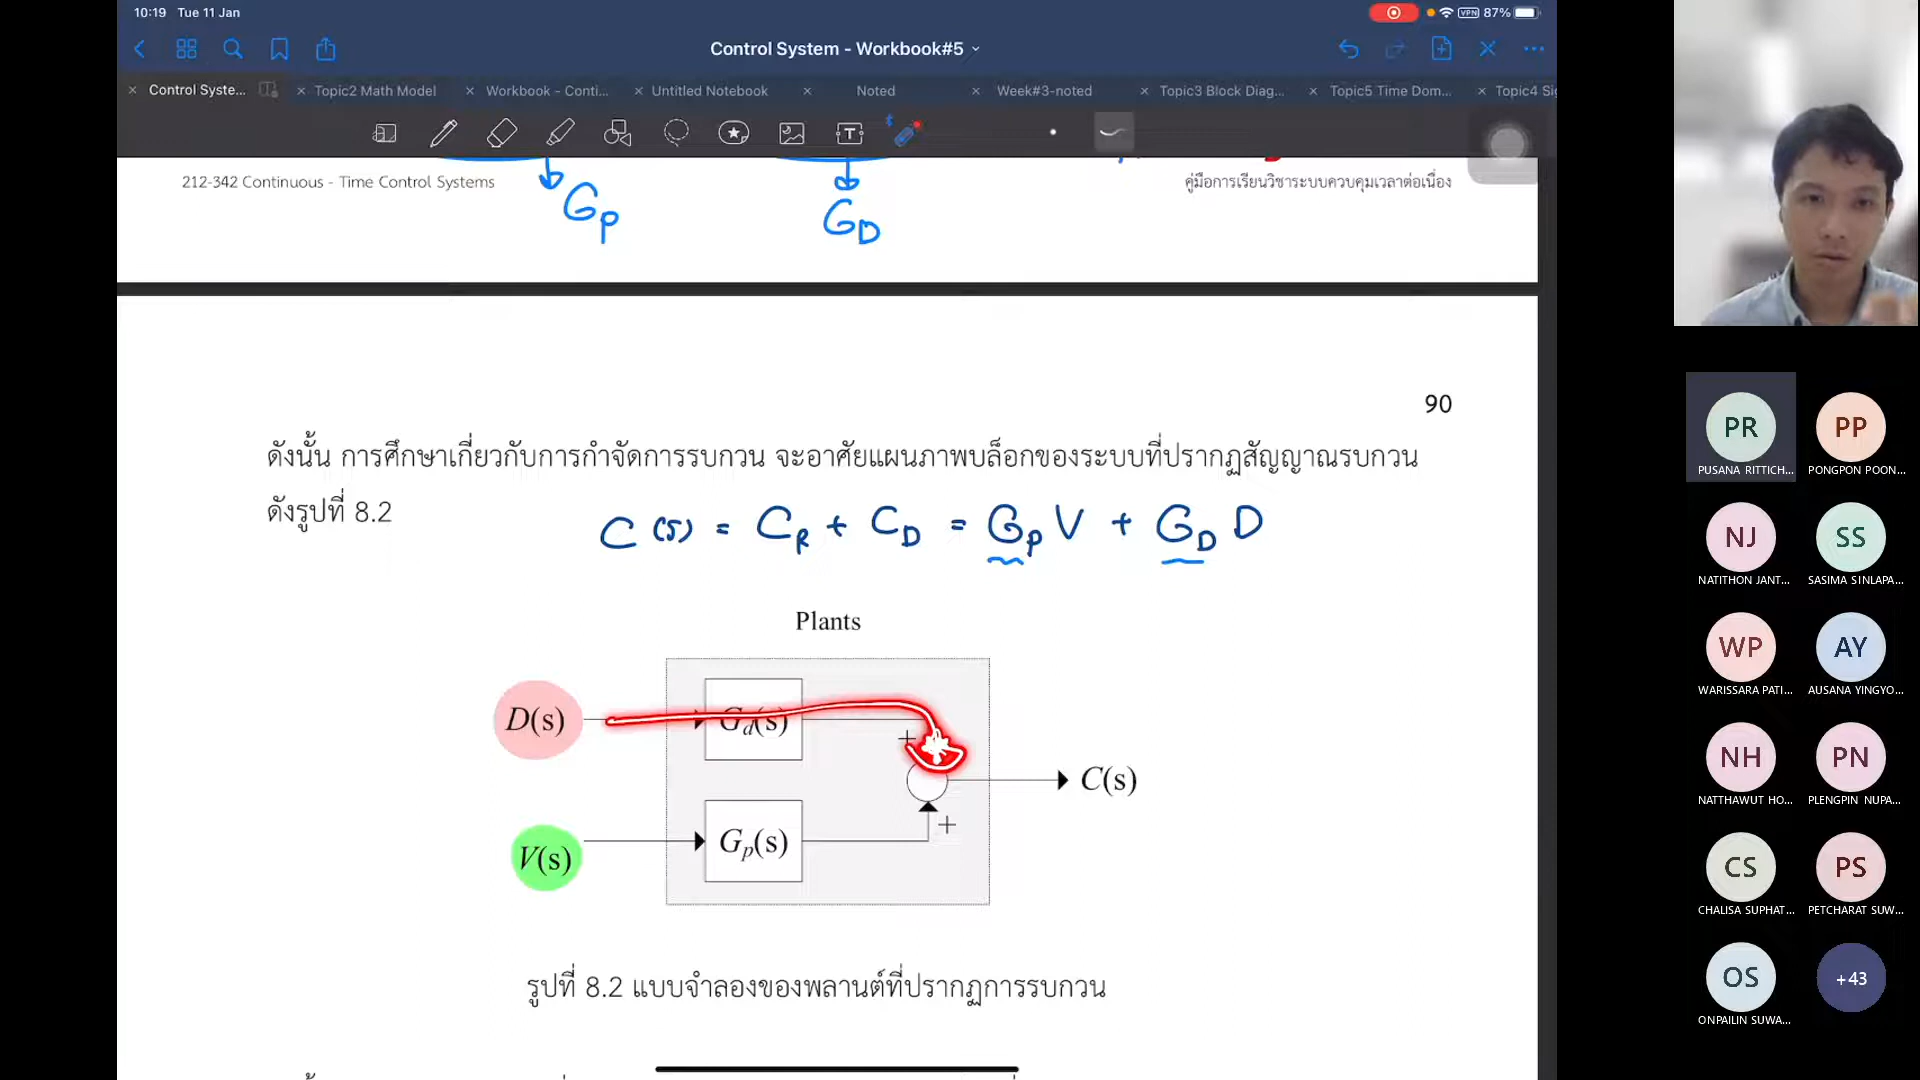 10:19 Tue 11 Jan
VPN 87%
Control System - Workbook#5
Control Syste...
Topic2 Math Model
Workbook - Conti...
Untitled Notebook
Noted
Week#3-noted
Topic3 Block Diag...
Topic5 Time Dom...
Topic4 Si
212-342 Continuous - Time Control Systems
คู่มือการเรียนวิชาระบบควบคุมเวลาต่อเนื่อง
G_P
G_D
90
ดังนั้น การศึกษาเกี่ยวกับการกำจัดการรบกวน จะอาศัยแผนภาพบล็อกของระบบที่ปรากฏสัญญาณรบกวน
ดังรูปที่ 8.2
C(s) = C_R + C_D = G_P V + G_D D
Plants
D(s)
G_d(s)
+
C(s)
+
V(s)
G_p(s)
รูปที่ 8.2 แบบจำลองของพลานต์ที่ปรากฏการรบกวน
PR
PUSANA RITTICH...
PP
PONGPON POON...
NJ
NATITHON JANT...
SS
SASIMA SINLAPA...
WP
WARISSARA PATI...
AY
AUSANA YINGYO...
NH
NATTHAWUT HO...
PN
PLENGPIN NUPA...
CS
CHALISA SUPHAT...
PS
PETCHARAT SUW...
OS
ONPAILIN SUWA...
+43